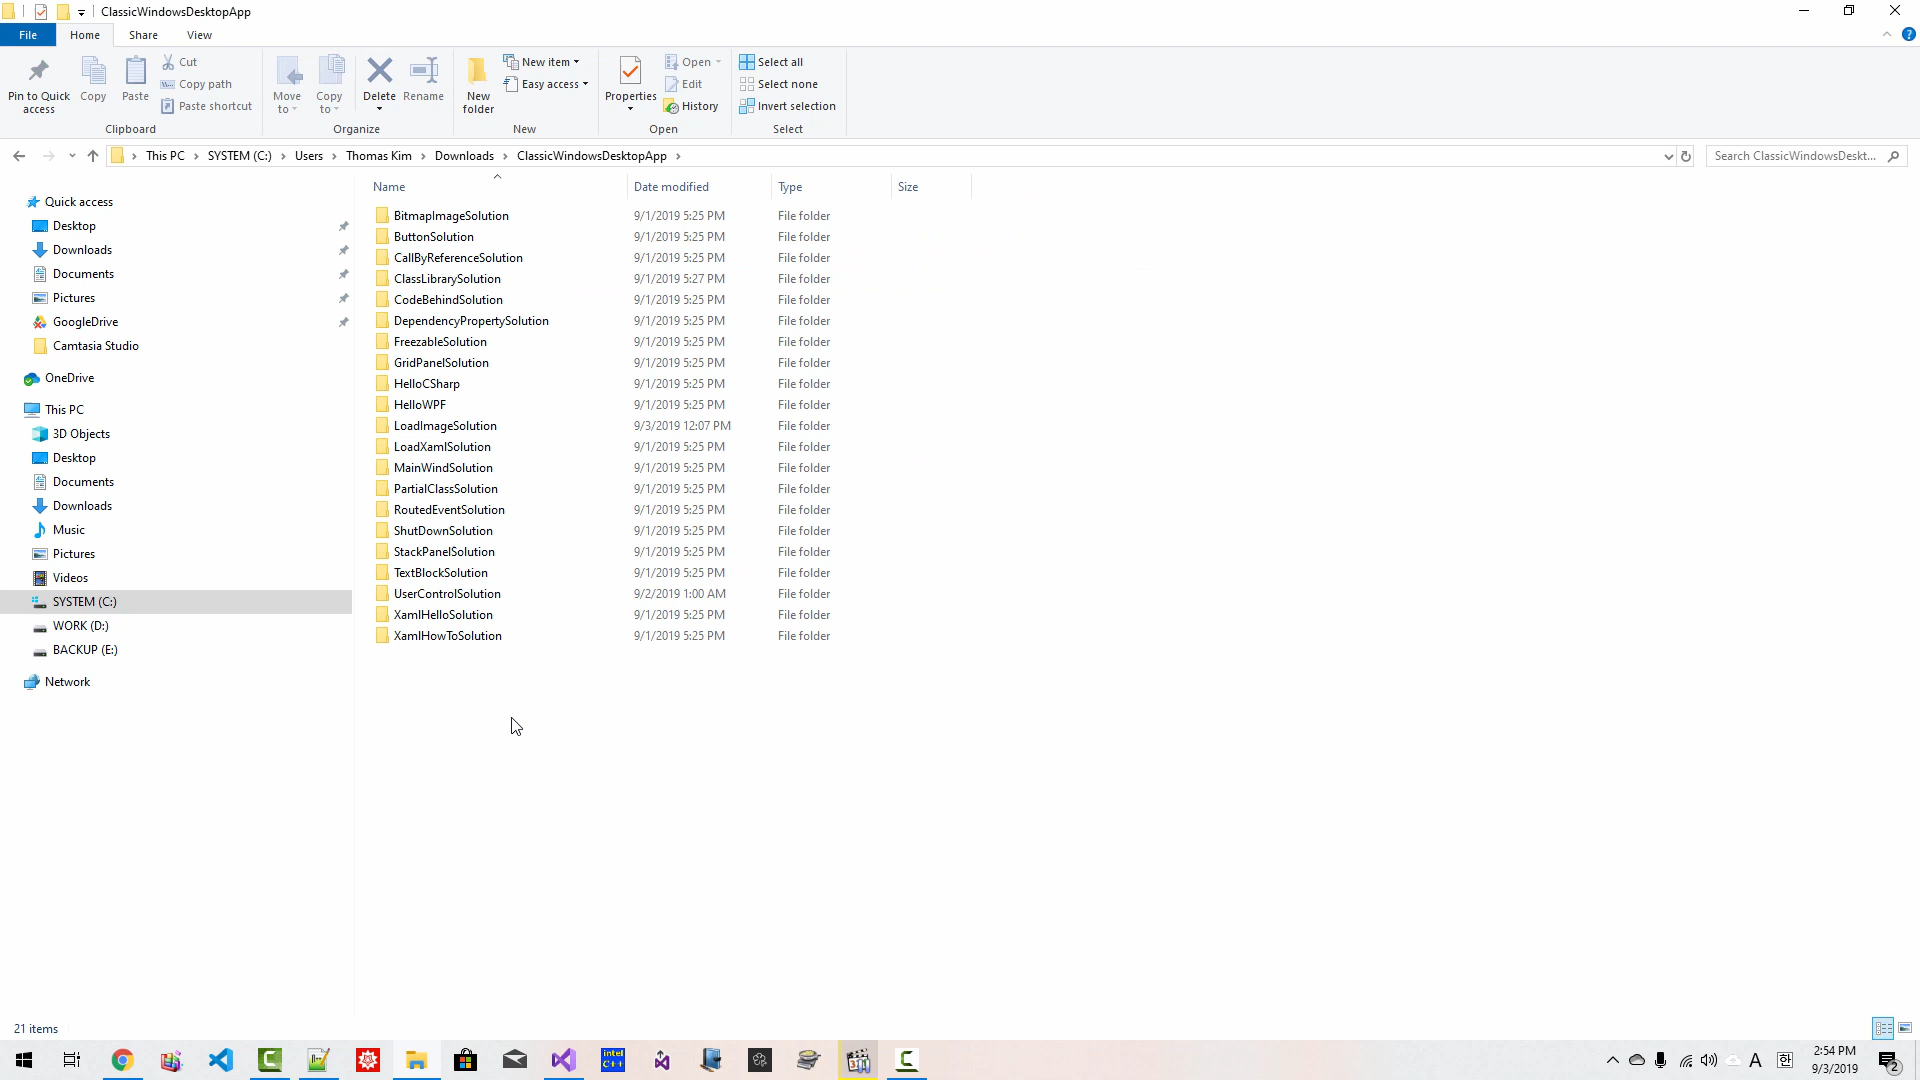 ClassicWindowsDesktopApp
File Home Share View
Pin to Quick access
Copy
Paste
Cut
Copy path
Paste shortcut
Clipboard
Move to
Copy to
Delete
Rename
Organize
New folder
New item
Easy access
New
Properties
Open
Edit
History
Open
Select all
Select none
Invert selection
Select
This PC > SYSTEM (C:) > Users > Thomas Kim > Downloads > ClassicWindowsDesktopApp >
Search ClassicWindowsDeskt...
Quick access
Desktop
Downloads
Documents
Pictures
GoogleDrive
Camtasia Studio
OneDrive
This PC
3D Objects
Desktop
Documents
Downloads
Music
Pictures
Videos
SYSTEM (C:)
WORK (D:)
BACKUP (E:)
Network
Name Date modified Type Size
BitmapImageSolution 9/1/2019 5:25 PM File folder
ButtonSolution 9/1/2019 5:25 PM File folder
CallByReferenceSolution 9/1/2019 5:25 PM File folder
ClassLibrarySolution 9/1/2019 5:27 PM File folder
CodeBehindSolution 9/1/2019 5:25 PM File folder
DependencyPropertySolution 9/1/2019 5:25 PM File folder
FreezableSolution 9/1/2019 5:25 PM File folder
GridPanelSolution 9/1/2019 5:25 PM File folder
HelloCSharp 9/1/2019 5:25 PM File folder
HelloWPF 9/1/2019 5:25 PM File folder
LoadImageSolution 9/3/2019 12:07 PM File folder
LoadXamlSolution 9/1/2019 5:25 PM File folder
MainWindSolution 9/1/2019 5:25 PM File folder
PartialClassSolution 9/1/2019 5:25 PM File folder
RoutedEventSolution 9/1/2019 5:25 PM File folder
ShutDownSolution 9/1/2019 5:25 PM File folder
StackPanelSolution 9/1/2019 5:25 PM File folder
TextBlockSolution 9/1/2019 5:25 PM File folder
UserControlSolution 9/2/2019 1:00 AM File folder
XamlHelloSolution 9/1/2019 5:25 PM File folder
XamlHowToSolution 9/1/2019 5:25 PM File folder
21 items
intel C++
A
한
2:54 PM
9/3/2019
2